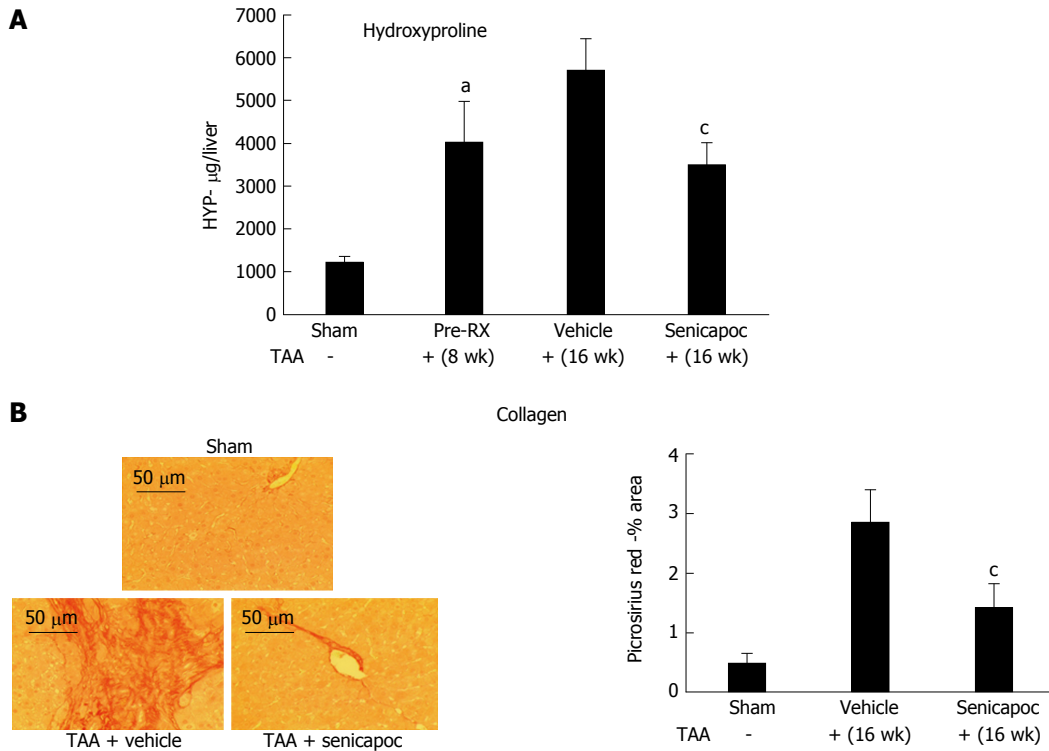 A
Hydroxyproline
HYP- μg/liver
7000
6000
5000
4000
3000
2000
1000
0
a
c
Sham Pre-RX Vehicle Senicapoc
TAA - + (8 wk) + (16 wk) + (16 wk)
B
Collagen
Sham
50 μm
50 μm
50 μm
TAA + vehicle TAA + senicapoc
Picrosirius red -% area
4
3
2
1
0
c
Sham Vehicle Senicapoc
TAA - + (16 wk) + (16 wk)